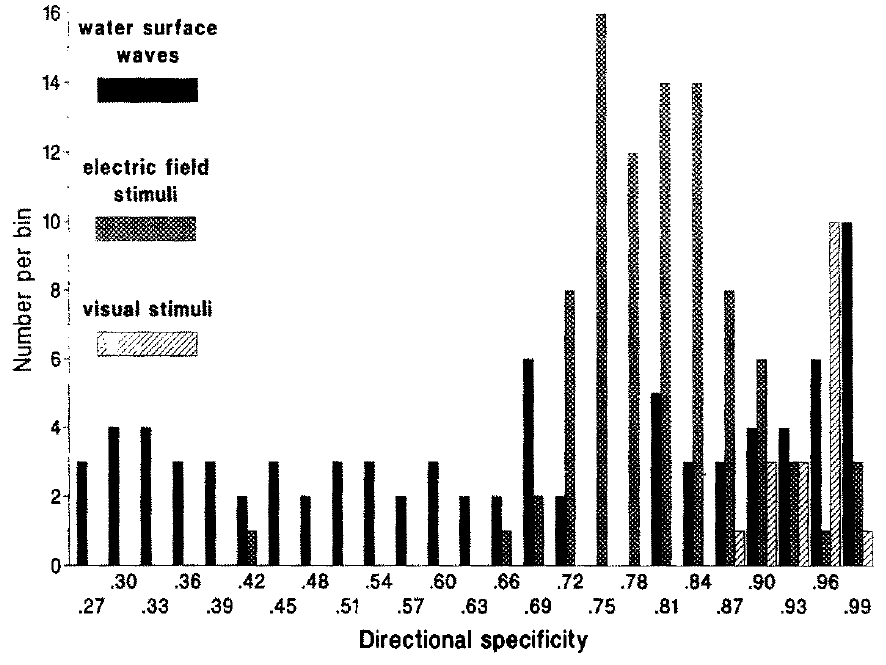 16
14
12
10
8
6
4
2
0
Number per bin
water surface
waves
electric field
stimuli
visual stimuli
.30 .36 .42 .48 .54 .60 .66 .72 .78 .84 .90 .96
.27 .33 .39 .45 .51 .57 .63 .69 .75 .81 .87 .93 .99
Directional specificity